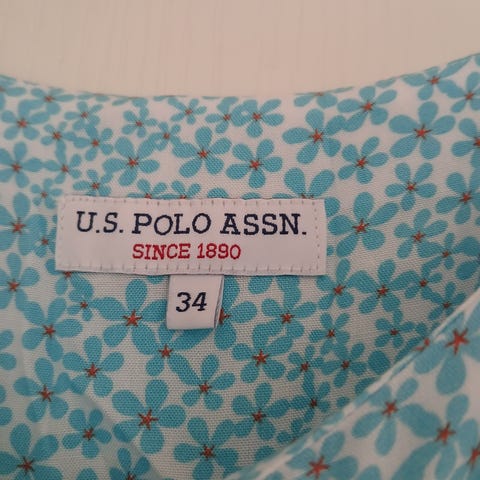 U.S. POLO ASSN.
SINCE 1890
34